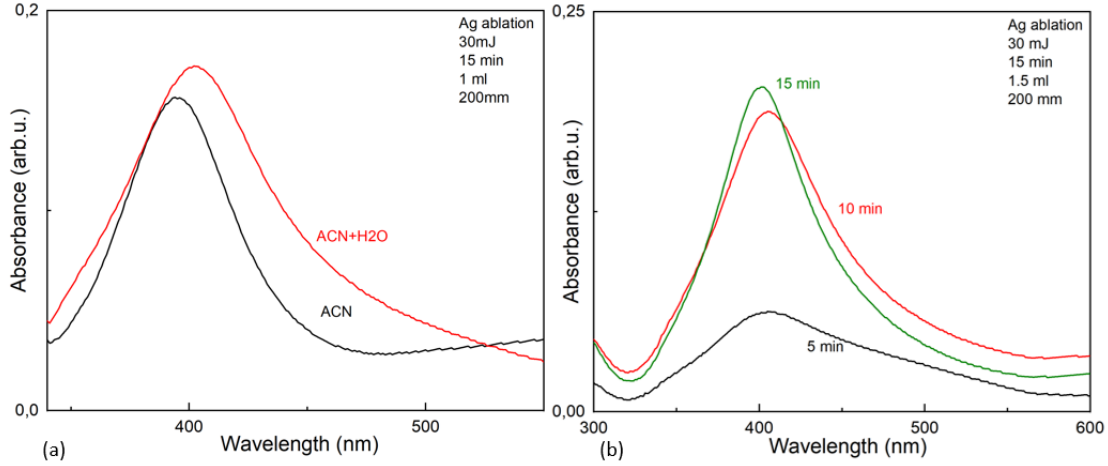 0,2
Ag ablation
30mJ
15 min
1 ml
200mm
ACN+H2O
ACN
Absorbance (arb.u.)
0,0
400
500
Wavelength (nm)
(a)
0,25
Ag ablation
30 mJ
15 min
1.5 ml
200 mm
15 min
10 min
5 min
Absorbance (arb.u.)
0,00
300
400
500
600
Wavelength (nm)
(b)